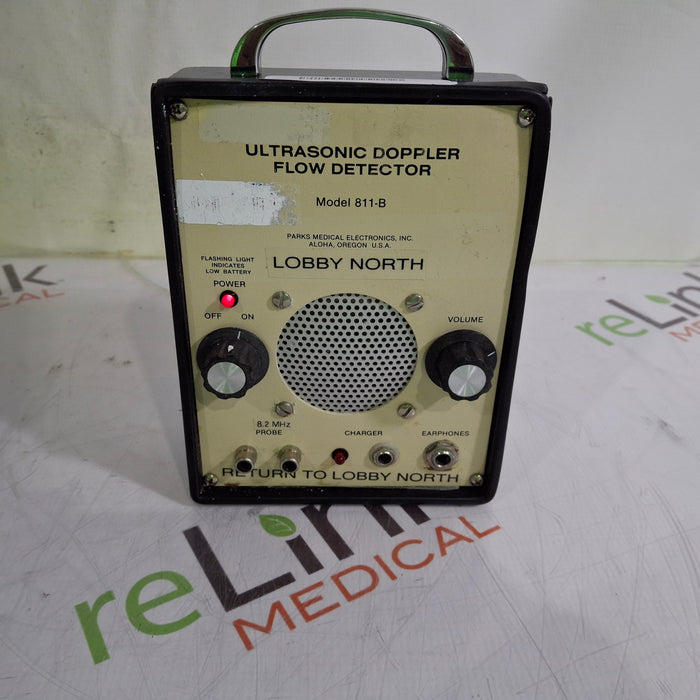 ULTRASONIC DOPPLER
FLOW DETECTOR
Model 811-B
PARKS MEDICAL ELECTRONICS, INC.
ALOHA, OREGON U.S.A.
FLASHING LIGHT
INDICATES
LOW BATTERY
LOBBY NORTH
POWER
OFF ON
VOLUME
P
8.2 MHz
PROBE
CHARGER
EARPHONES
RETURN TO LOBBY NORTH
reLink
MEDICAL
reLink
MEDICAL